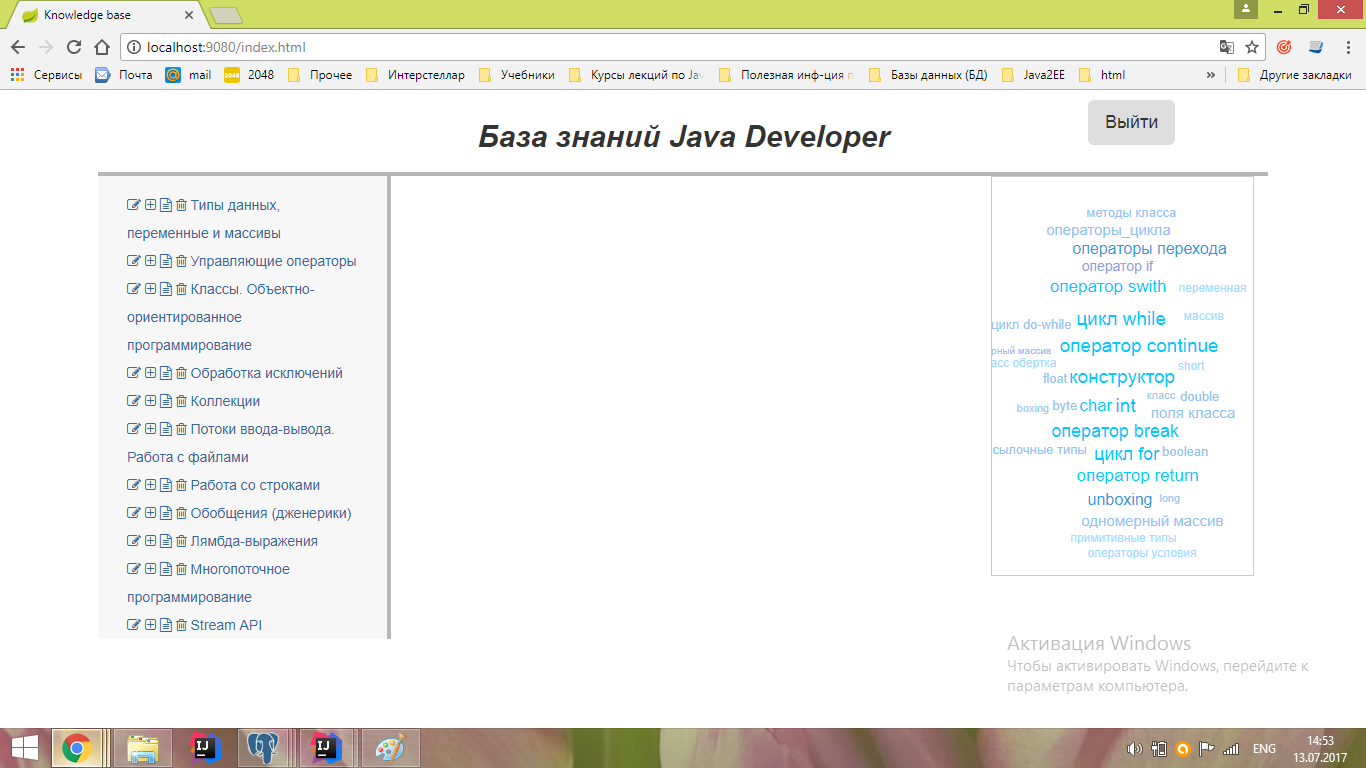 Knowledge base
localhost:9080/index.html
Сервисы Почта mail 2048 Прочее Интерстеллар Учебники Курсы лекций по Ja Полезная инф-ция Базы данных (БД) Java2EE html » Другие закладки
База знаний Java Developer
Выйти
Типы данных,
переменные и массивы
Управляющие операторы
Классы. Объектно-
ориентированное
программирование
Обработка исключений
Коллекции
Потоки ввода-вывода.
Работа с файлами
Работа со строками
Обобщения (дженерики)
Лямбда-выражения
Многопоточное
программирование
Stream API
методы класса
операторы_цикла
операторы перехода
оператор if
оператор swith переменная
цикл do-while цикл while массив
рный массив оператор continue
асс обертка short
float конструктор
boxing byte char int класс double
поля класса
оператор break
сылочные типы цикл for boolean
оператор return
unboxing long
одномерный массив
примитивные типы
операторы условия
Активация Windows
Чтобы активировать Windows, перейдите к
параметрам компьютера.
ENG
14:53
13.07.2017